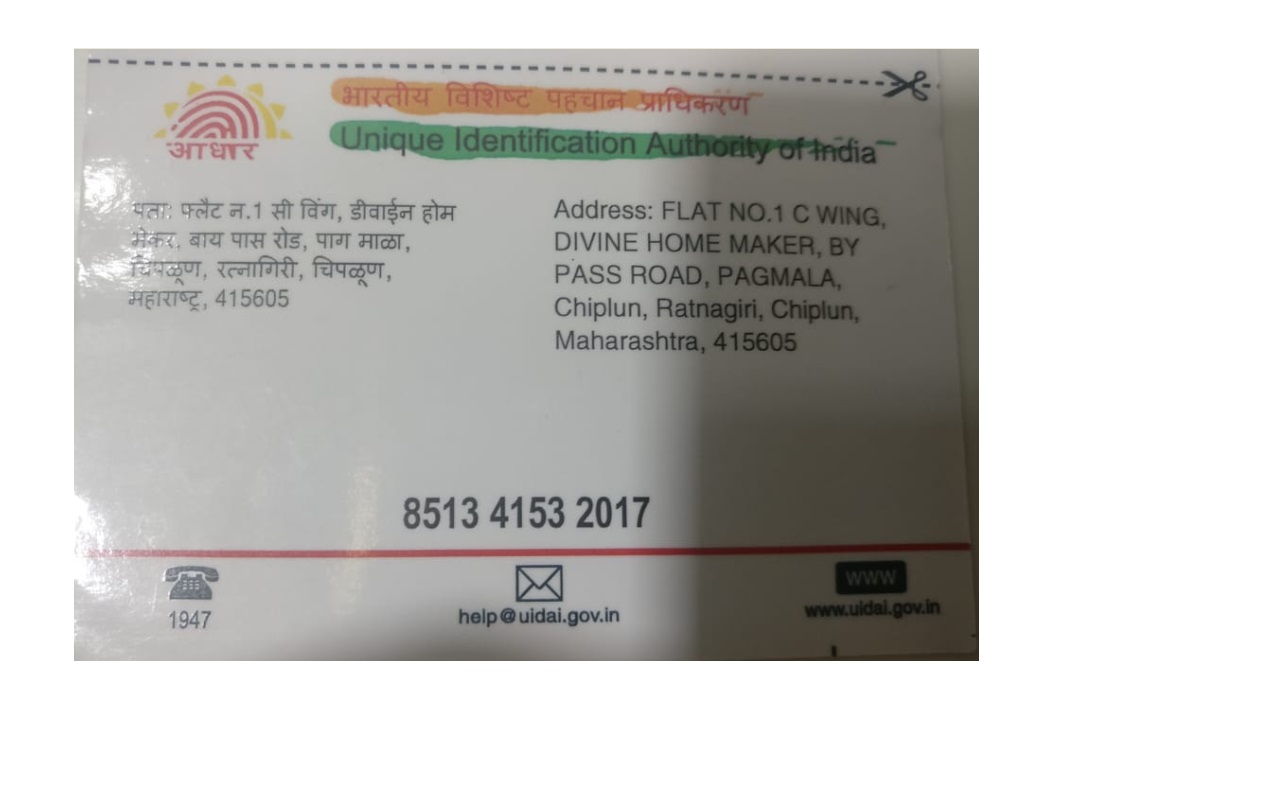 भारतीय विशिष्ट पहचान प्राधिकरण
Unique Identification Authority of India
आधार
पता: फ्लैट न.1 सी विंग, डीवाईन होम
मेकर, बाय पास रोड, पाग माळा,
चिपळूण, रत्नागिरी, चिपळूण,
महाराष्ट्र, 415605
Address: FLAT NO.1 C WING,
DIVINE HOME MAKER, BY
PASS ROAD, PAGMALA,
Chiplun, Ratnagiri, Chiplun,
Maharashtra, 415605
8513 4153 2017
1947
help@uidai.gov.in
www
www.uidai.gov.in